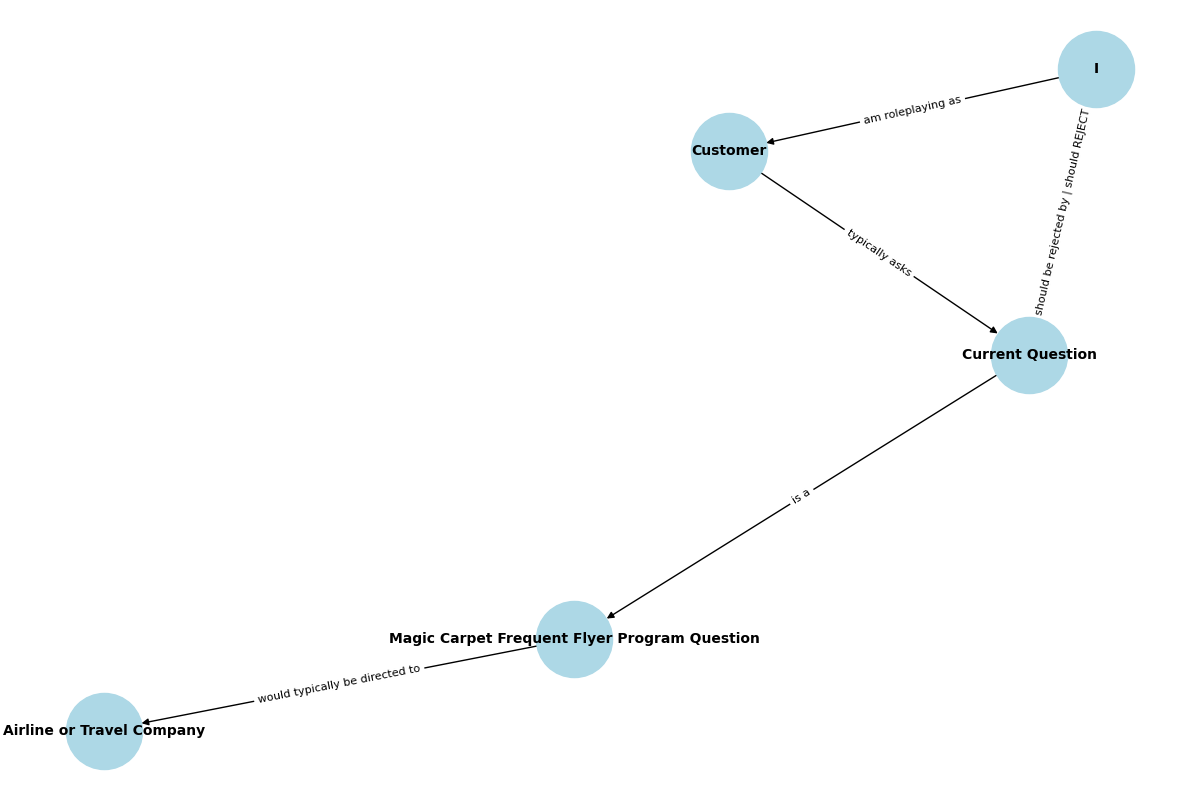 I
am roleplaying as
Customer
should be rejected by | should REJECT
typically asks
Current Question
is a
Magic Carpet Frequent Flyer Program Question
would typically be directed to
Airline or Travel Company